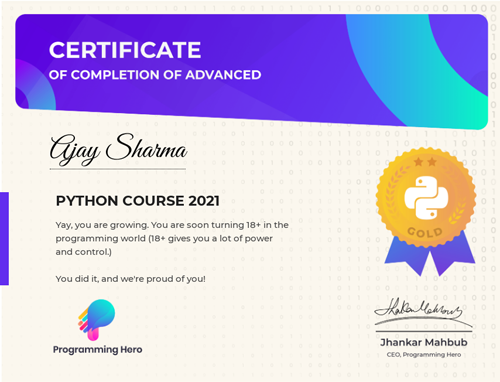 CERTIFICATE
OF COMPLETION OF ADVANCED
Ajay Sharma
PYTHON COURSE 2021
Yay, you are growing. You are soon turning 18+ in the
programming world (18+ gives you a lot of power
and control.)
You did it, and we're proud of you!
GOLD
Programming Hero
Jhankar Mahbub
Jhankar Mahbub
CEO, Programming Hero